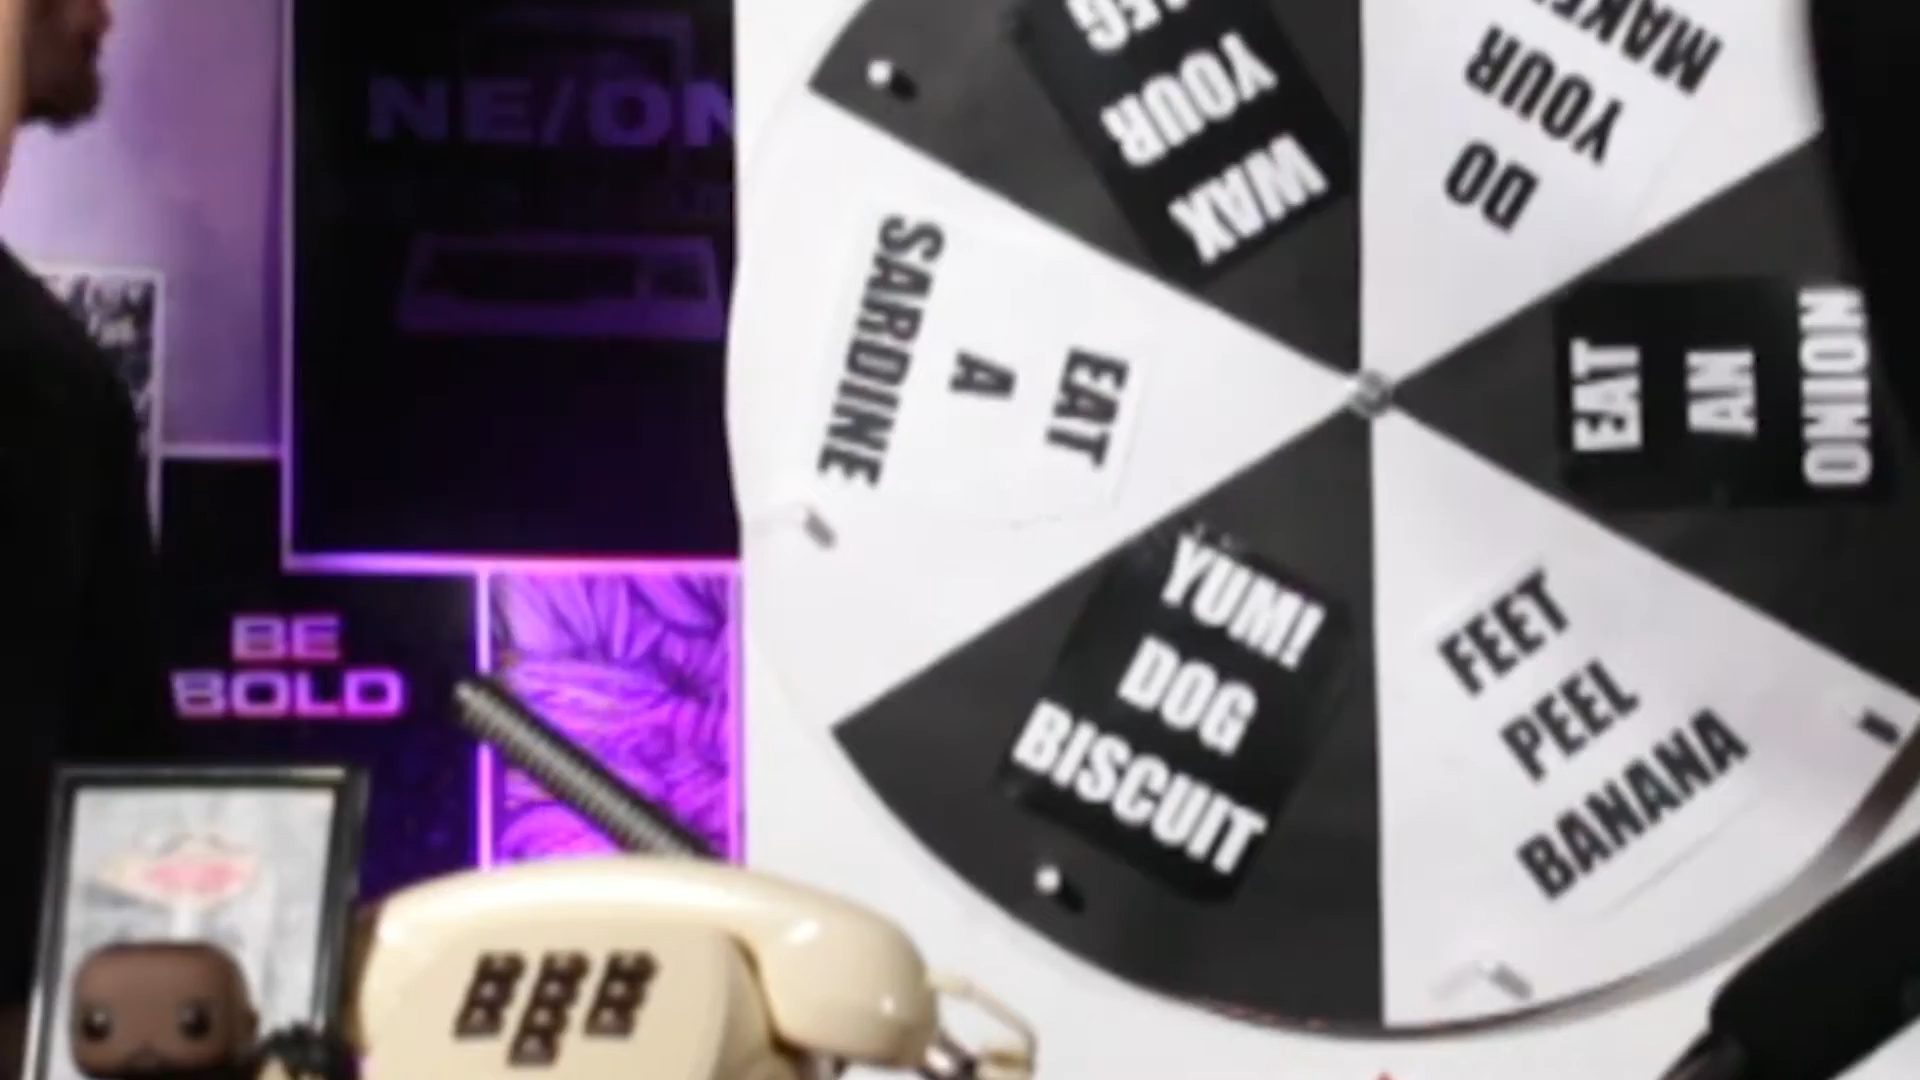 NE/ON
BE
BOLD
WAX
YOUR
LEG
DO
YOUR
EAT
AN
ONION
FEET
PEEL
BANANA
YUM!
DOG
BISCUIT
EAT
A
SARDINE